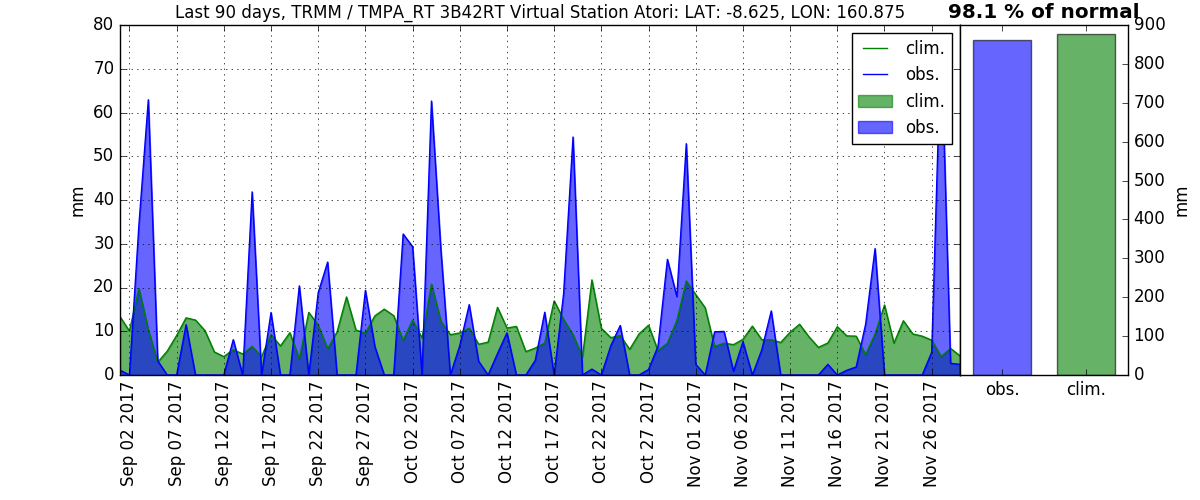 Last 90 days, TRMM / TMPA_RT 3B42RT Virtual Station Atori: LAT: -8.625, LON: 160.875
98.1 % of normal
mm
80
70
60
50
40
30
20
10
0
clim.
obs.
clim.
obs.
Sep 02 2017
Sep 07 2017
Sep 12 2017
Sep 17 2017
Sep 22 2017
Sep 27 2017
Oct 02 2017
Oct 07 2017
Oct 12 2017
Oct 17 2017
Oct 22 2017
Oct 27 2017
Nov 01 2017
Nov 06 2017
Nov 11 2017
Nov 16 2017
Nov 21 2017
Nov 26 2017
900
800
700
600
500
400
300
200
100
0
mm
obs.
clim.